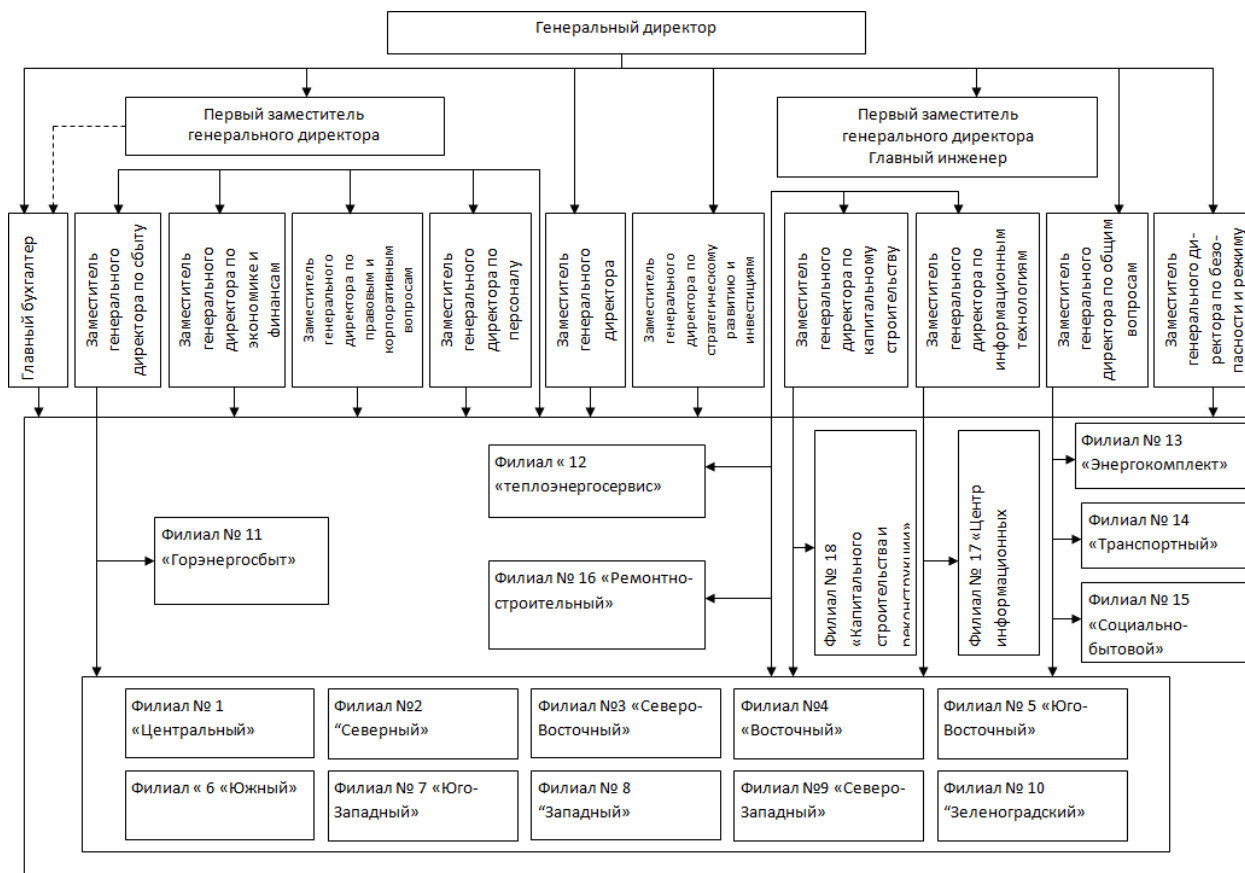 Генеральный директор
Первый заместитель
генерального директора
Первый заместитель
генерального директора
Главный инженер
Главный бухгалтер
Заместитель
генерального
директора по сбыту
Заместитель
генерального
директора по
экономике и
финансам
Заместитель
генерального
директора по
правовым и
корпоративным
вопросам
Заместитель
генерального
директора по
персоналу
Заместитель
генерального
директора
Заместитель
генерального
директора по
стратегическому
развитию и
инвестициям
Заместитель
генерального
директора по
капитальному
строительству
Заместитель
генерального
директора по
информационным
технологиям
Заместитель
генерального
директора по общим
вопросам
Заместитель
генерального ди-
ректора по безо-
пасности и режиму
Филиал « 12
«теплоэнергосервис»
Филиал № 11
«Горэнергосбыт»
Филиал № 16 «Ремонтно-
строительный»
Филиал № 18
«Капитального
строительства и
реконструкции»
Филиал № 17 «Центр
информационных
Филиал № 13
«Энергокомплект»
Филиал № 14
«Транспортный»
Филиал № 15
«Социально-
бытовой»
Филиал № 1
«Центральный»
Филиал №2
“Северный»
Филиал №3 «Северо-
Восточный»
Филиал №4
«Восточный»
Филиал № 5 «Юго-
Восточный»
Филиал « 6 «Южный»
Филиал № 7 «Юго-
Западный»
Филиал № 8
“Западный»
Филиал №9 «Северо-
Западный»
Филиал № 10
“Зеленоградский»